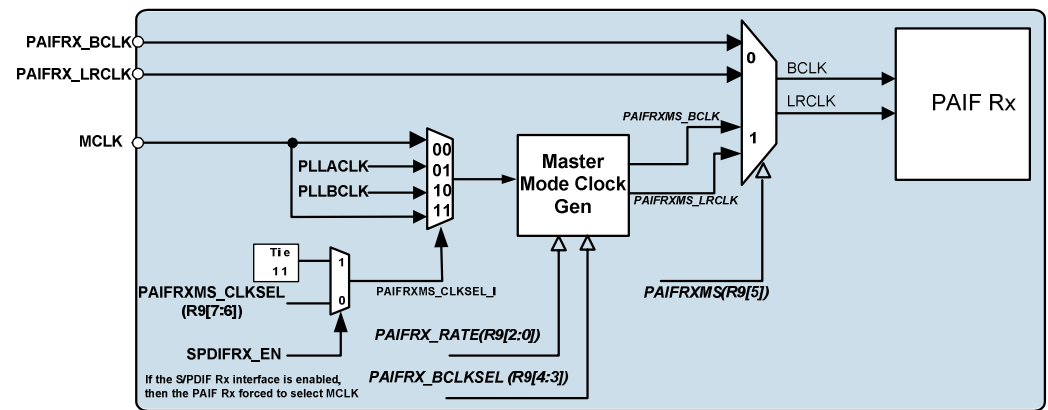 PAIFRX_BCLK
0
BCLK
PAIFRX_LRCLK
LRCLK
PAIF Rx
PAIFRXMS_BCLK
MCLK
00
1
PLLACLK
01
Master
Mode Clock
Gen
PLLBCLK
10
11
PAIFRXMS_LRCLK
Tie
11
1
PAIFRXMS_CLKSEL
(R9[7:6])
0
PAIFRXMS_CLKSEL_I
PAIFRXMS(R9[5])
PAIFRX_RATE(R9[2:0])
SPDIFRX_EN
PAIFRX_BCLKSEL (R9[4:3])
If the S/PDIF Rx interface is enabled,
then the PAIF Rx forced to select MCLK